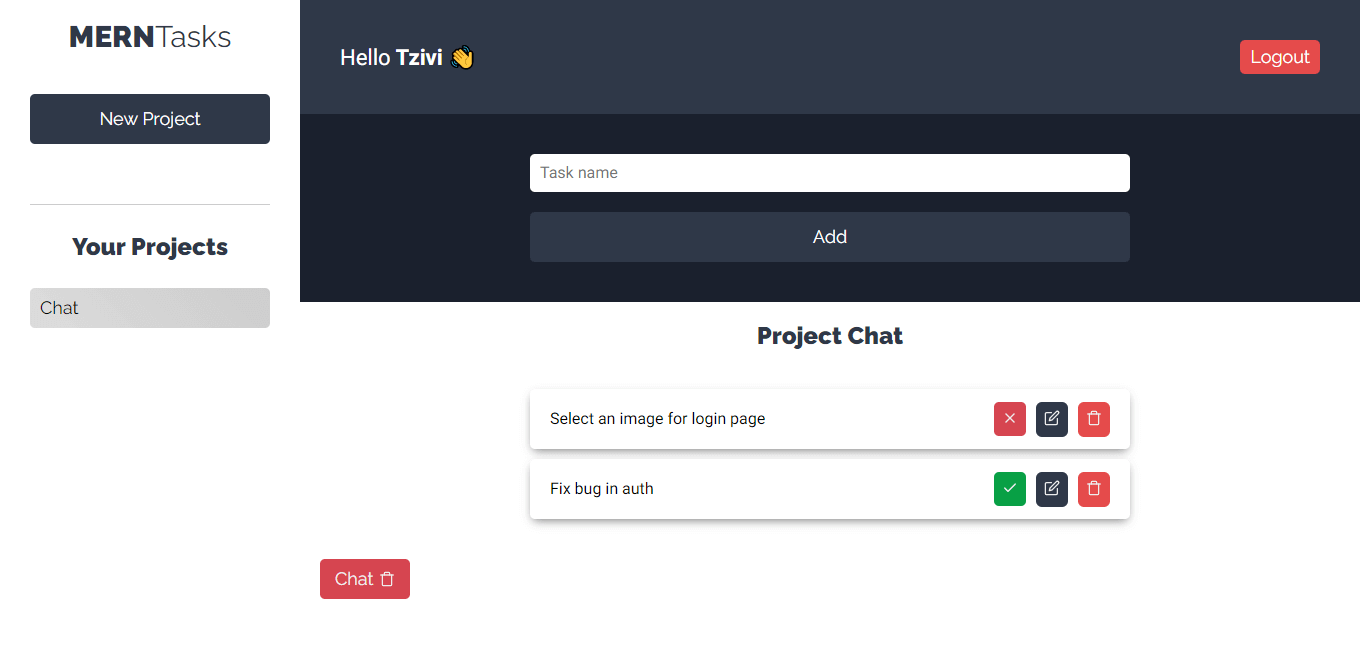 MERNTasks
New Project
Your Projects
Chat
Hello Tzivi 👋
Logout
Task name
Add
Project Chat
Select an image for login page
Fix bug in auth
Chat